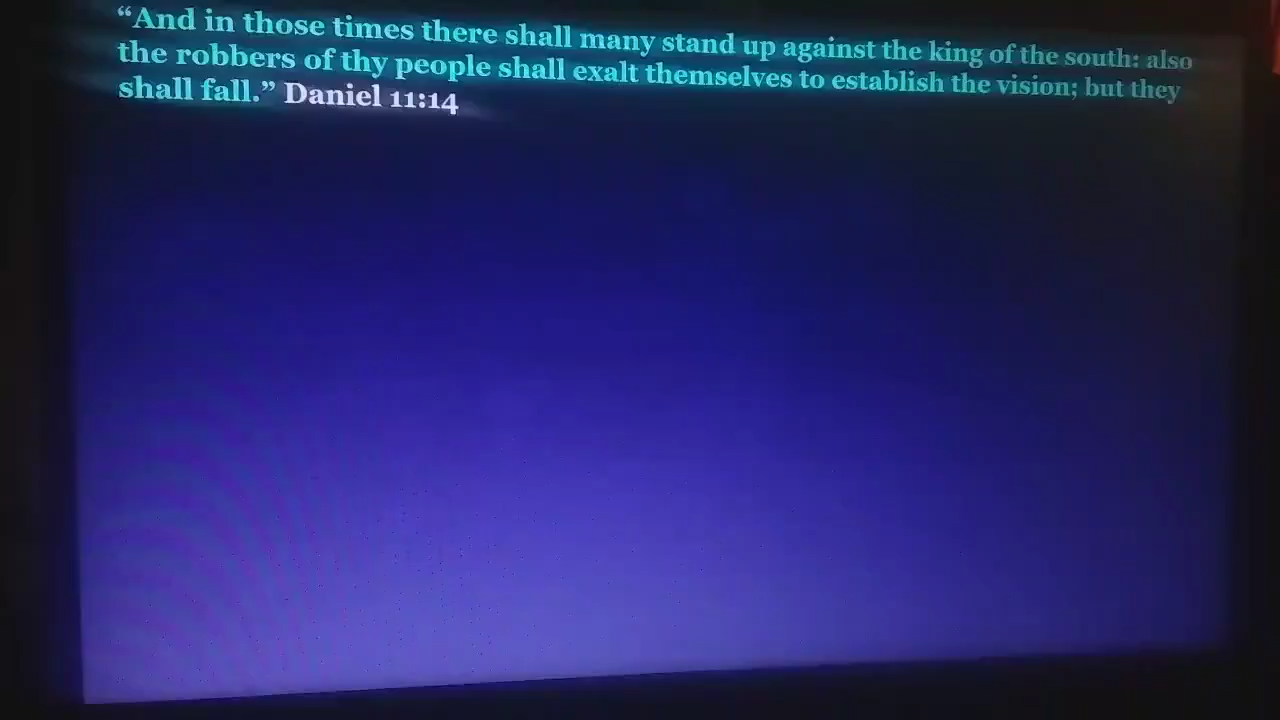 “And in those times there shall many stand up against the king of the south: also
the robbers of thy people shall exalt themselves to establish the vision; but they
shall fall.” Daniel 11:14